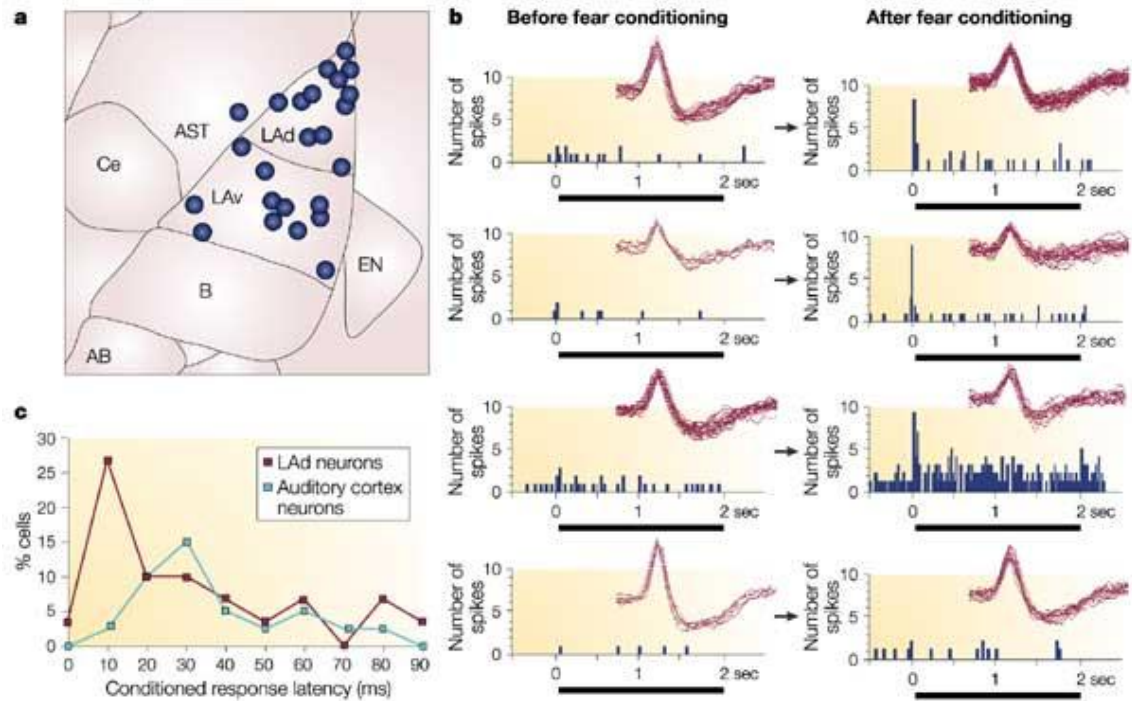 a
AST
LAd
Ce
LAv
EN
B
AB
b
Before fear conditioning
After fear conditioning
Number of
spikes
10
5
0
0
1
2 sec
Number of
spikes
10
5
0
0
1
2 sec
Number of
spikes
10
5
0
0
1
2 sec
Number of
spikes
10
5
0
0
1
2 sec
Number of
spikes
10
5
0
0
1
2 sec
Number of
spikes
10
5
0
0
1
2 sec
Number of
spikes
10
5
0
0
1
2 sec
Number of
spikes
10
5
0
0
1
2 sec
c
% cells
30
25
20
15
10
5
0
LAd neurons
Auditory cortex
neurons
0 10 20 30 40 50 60 70 80 90
Conditioned response latency (ms)